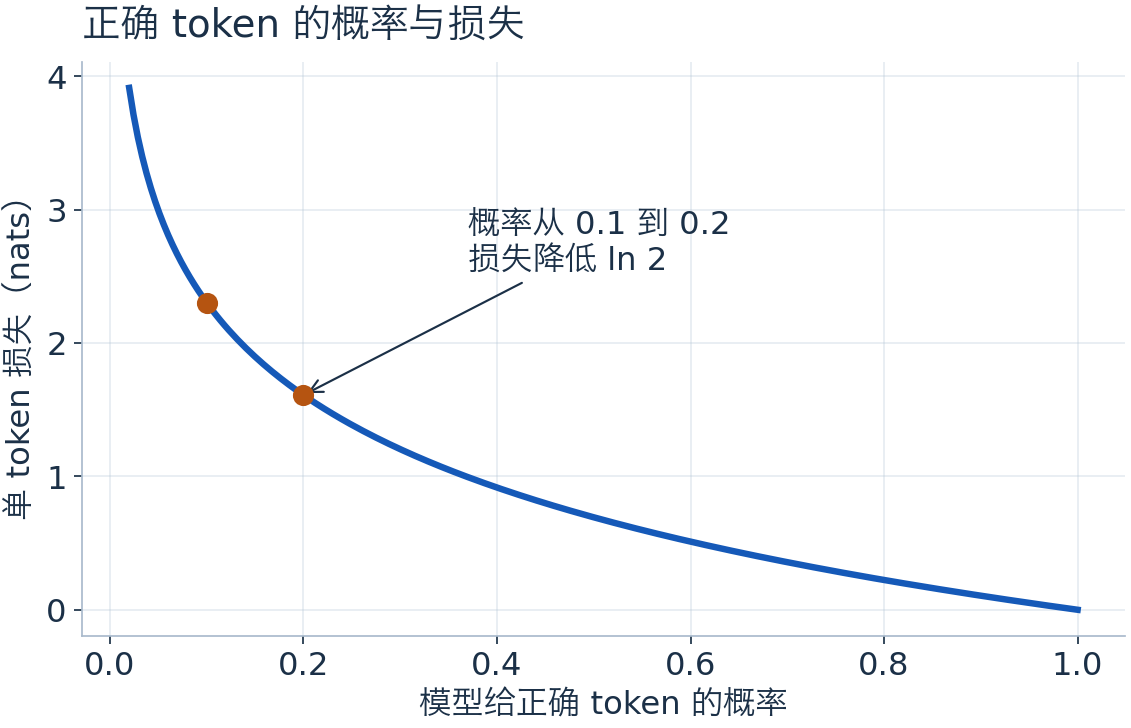 正确 token 的概率与损失
单 token 损失（nats）
4
3
2
1
0
概率从 0.1 到 0.2
损失降低 ln 2
0.0 0.2 0.4 0.6 0.8 1.0
模型给正确 token 的概率